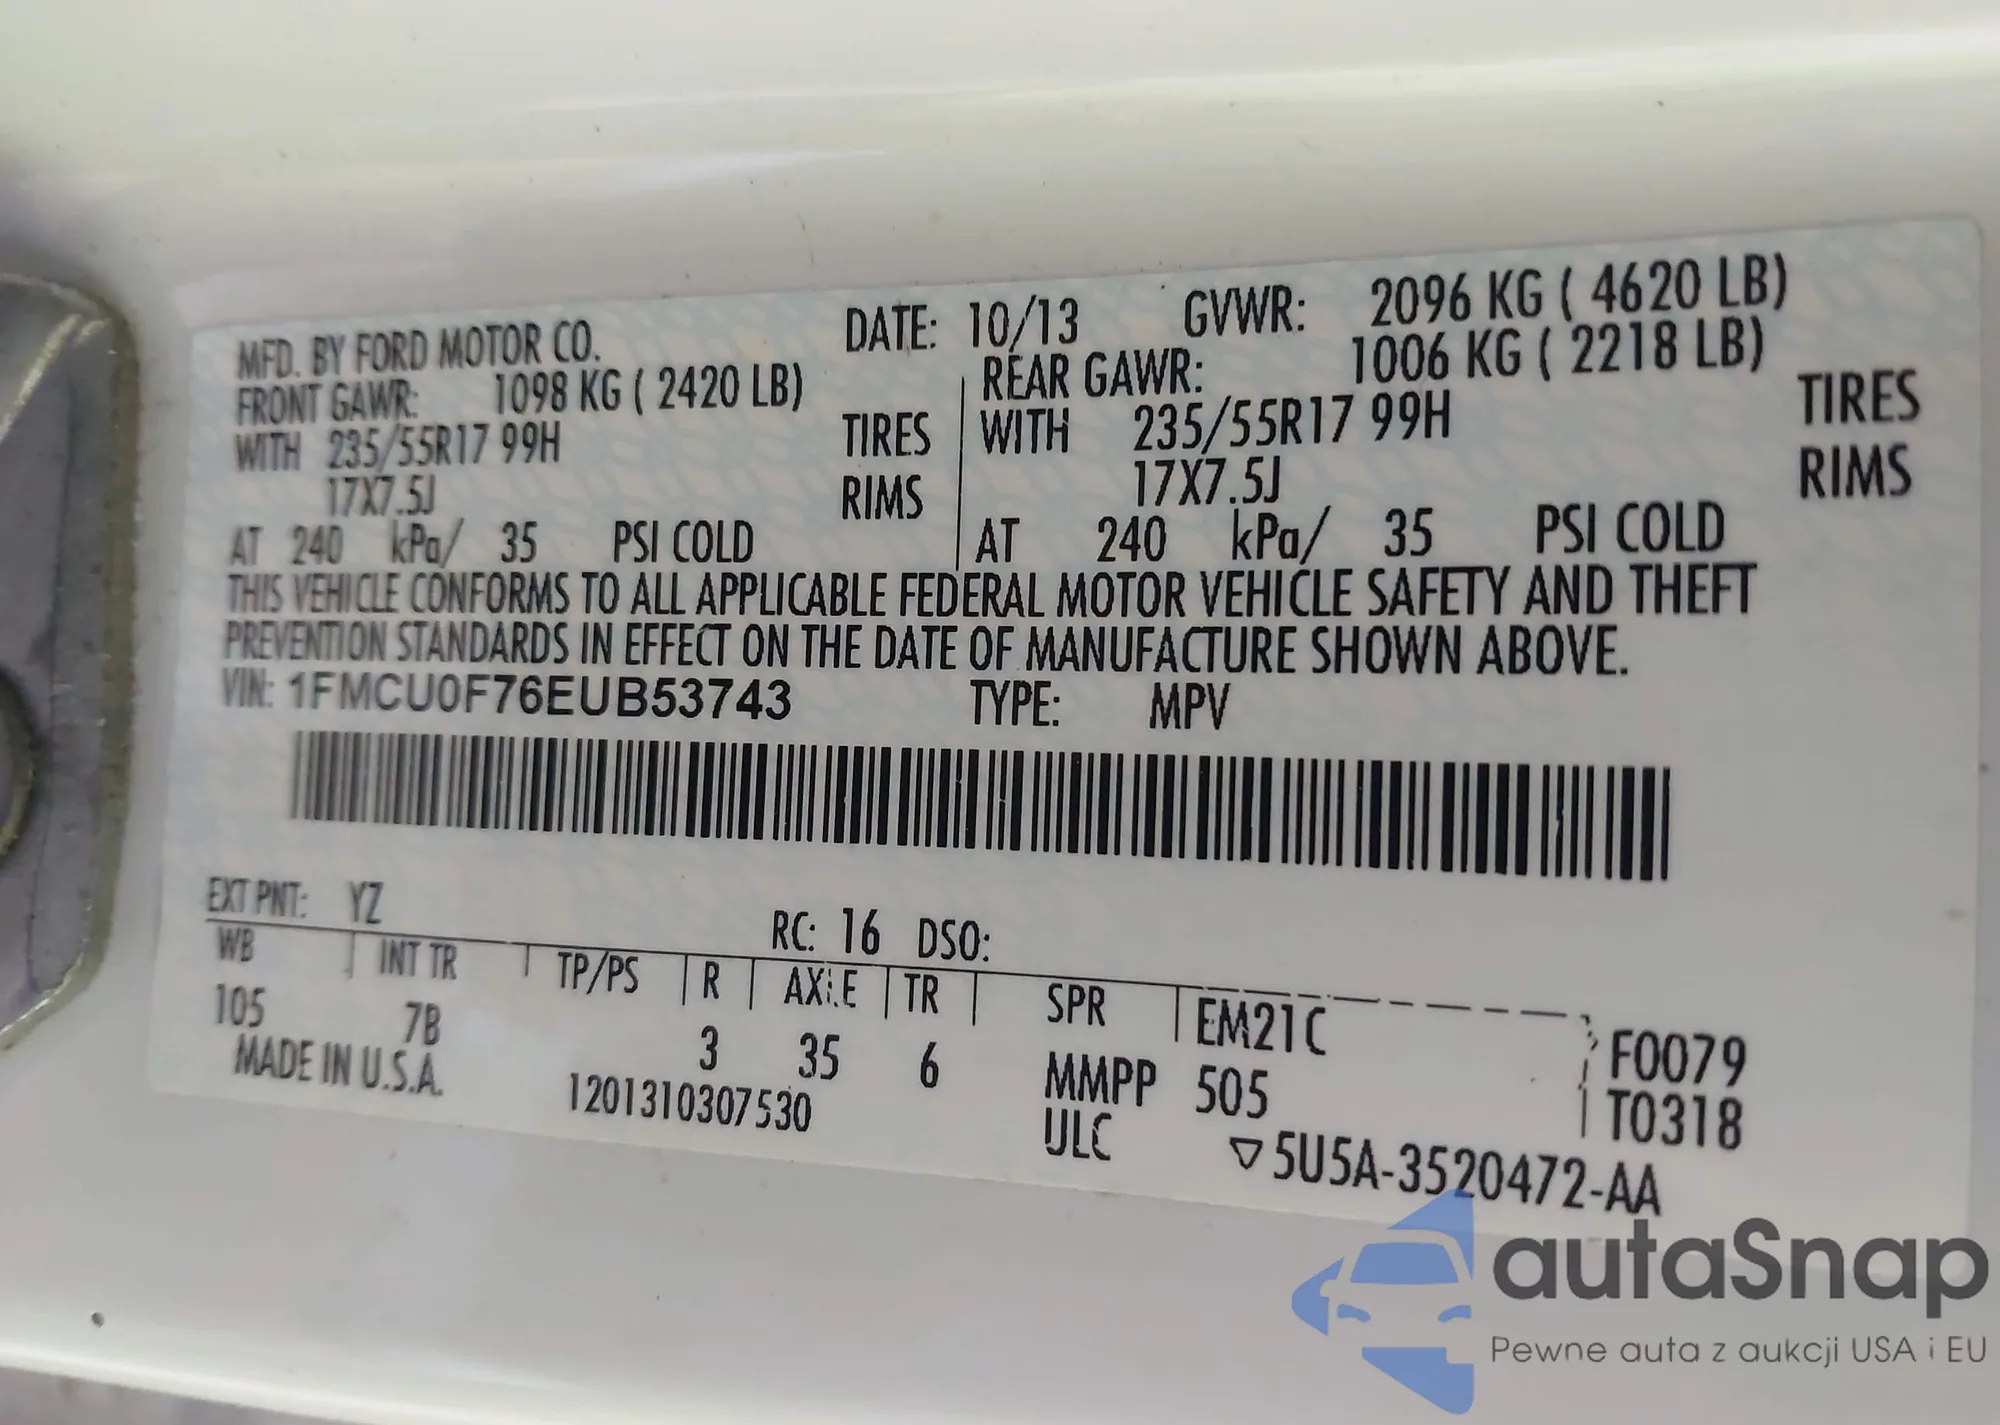 MFD. BY FORD MOTOR CO. DATE: 10/13 GVWR: 2096 KG ( 4620 LB)
FRONT GAWR: 1098 KG ( 2420 LB) REAR GAWR: 1006 KG ( 2218 LB)
WITH 235/55R17 99H TIRES WITH 235/55R17 99H TIRES
17X7.5J RIMS 17X7.5J RIMS
AT 240 kPa/ 35 PSI COLD AT 240 kPa/ 35 PSI COLD
THIS VEHICLE CONFORMS TO ALL APPLICABLE FEDERAL MOTOR VEHICLE SAFETY AND THEFT
PREVENTION STANDARDS IN EFFECT ON THE DATE OF MANUFACTURE SHOWN ABOVE.
VIN: 1FMCU0F76EUB53743 TYPE: MPV
EXT PNT: YZ RC: 16 DSO:
WB INT TR TP/PS R AXLE TR SPR EM21C F0079
105 7B 3 35 6 MMPP 505 T0318
MADE IN U.S.A. 1201310307530 ULC ▽5U5A-3520472-AA
autaSnap
Pewne auta z aukcji USA i EU